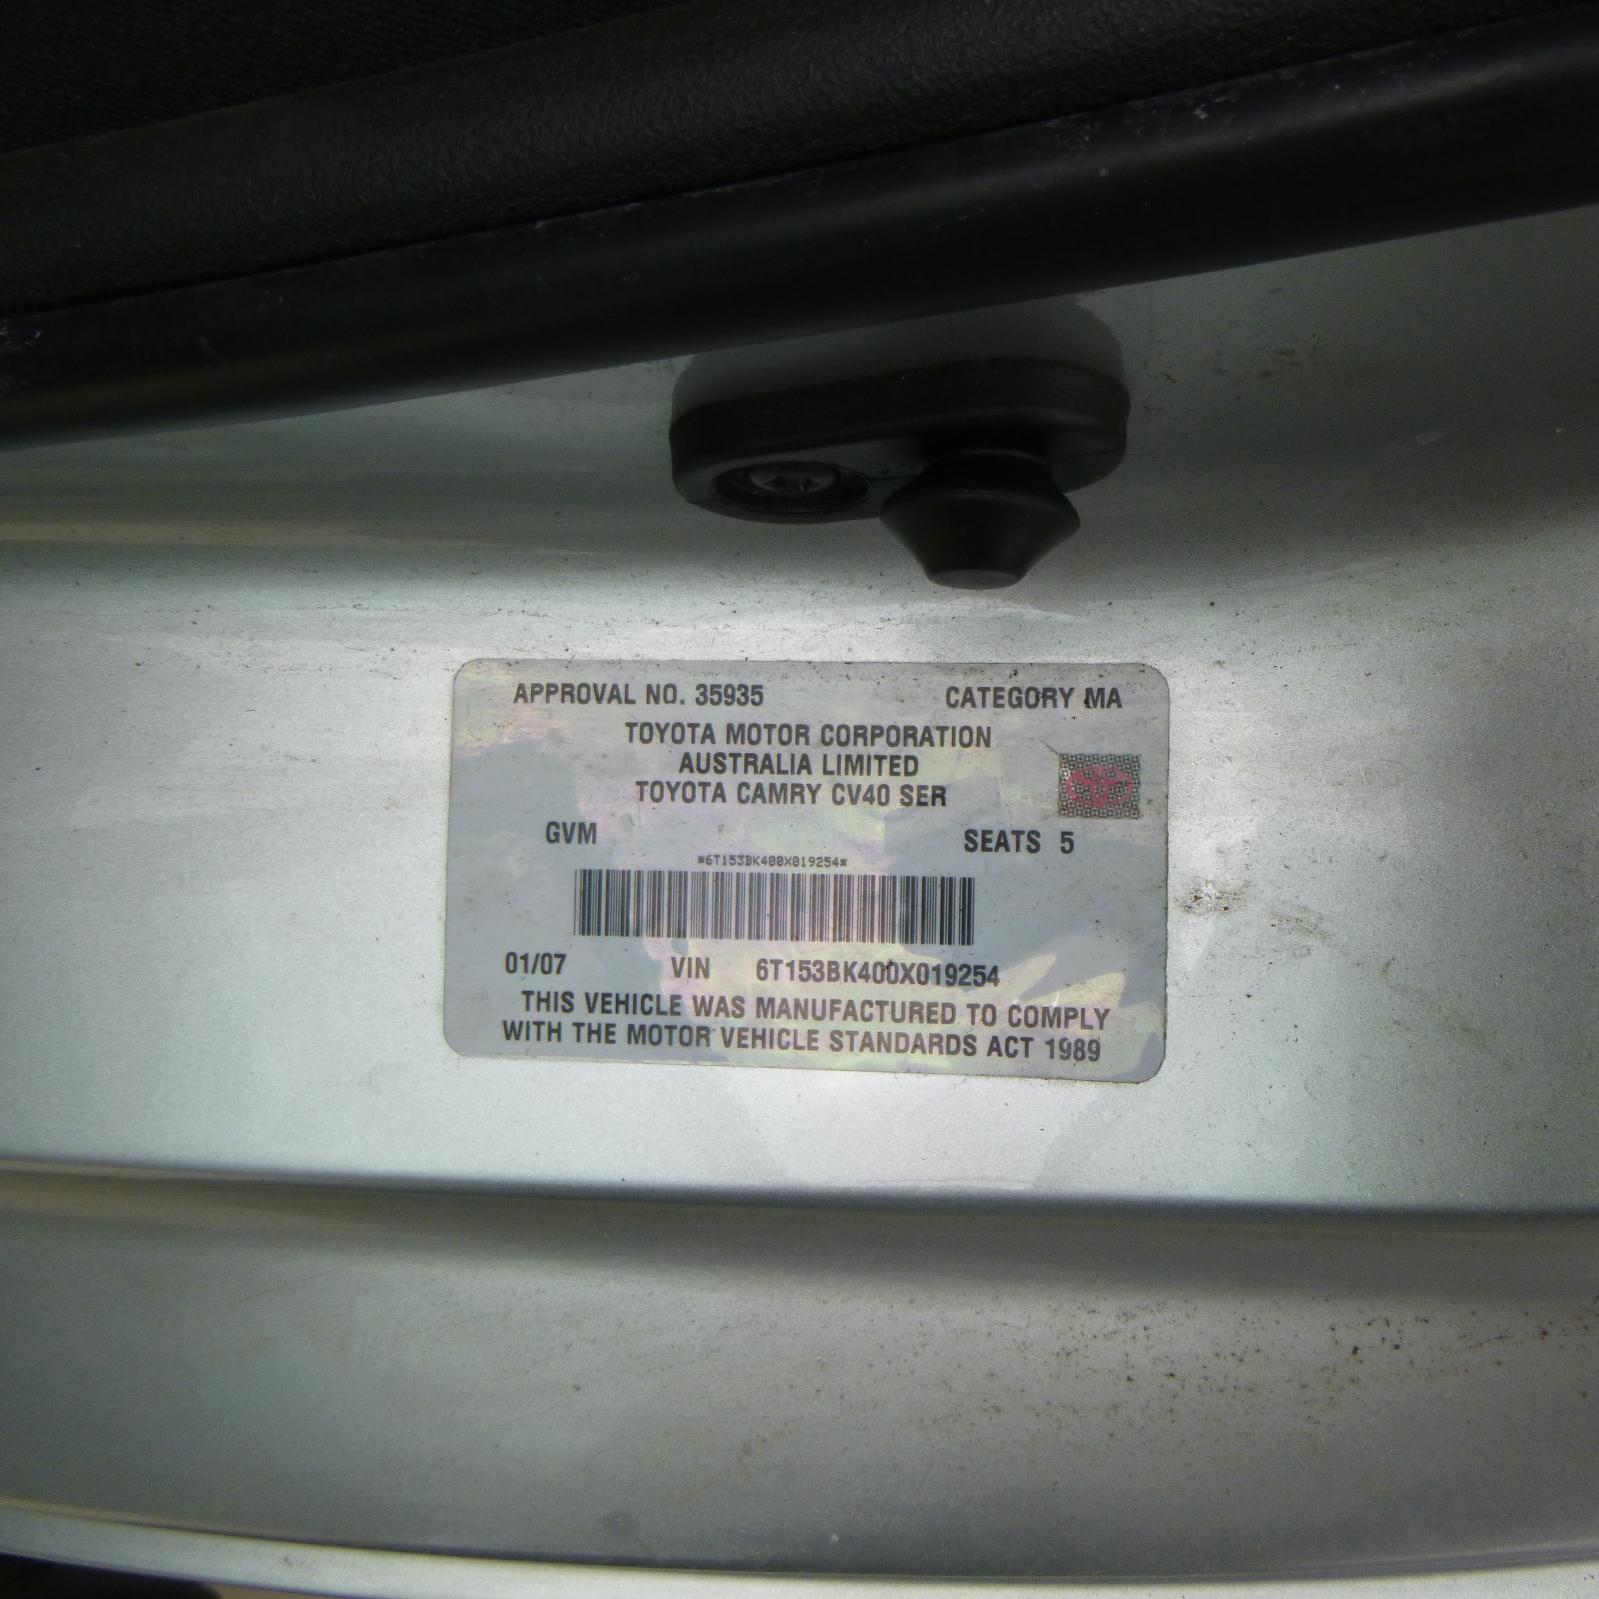 APPROVAL NO. 35935 CATEGORY MA
TOYOTA MOTOR CORPORATION
AUSTRALIA LIMITED
TOYOTA CAMRY CV40 SER
GVM SEATS 5
*6T153BK400X019254*
01/07 VIN 6T153BK400X019254
THIS VEHICLE WAS MANUFACTURED TO COMPLY
WITH THE MOTOR VEHICLE STANDARDS ACT 1989